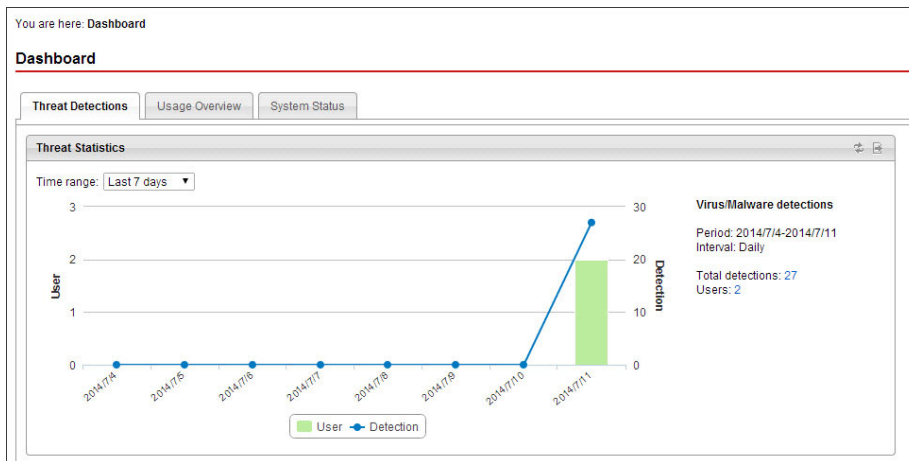 You are here: Dashboard
Dashboard
Threat Detections
Usage Overview
System Status
Threat Statistics
Time range: Last 7 days
3
2
1
0
User
30
20
10
0
Detection
2014/7/4
2014/7/5
2014/7/6
2014/7/7
2014/7/8
2014/7/9
2014/7/10
2014/7/11
User
Detection
Virus/Malware detections
Period: 2014/7/4-2014/7/11
Interval: Daily
Total detections: 27
Users: 2